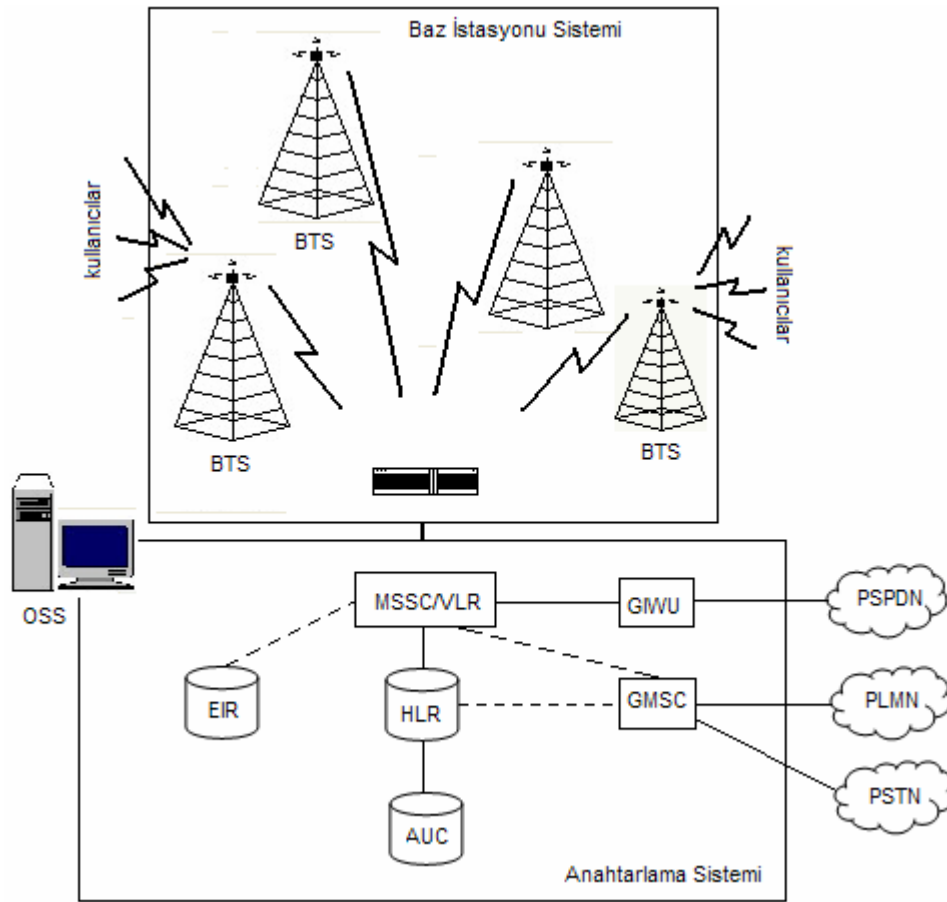 Baz İstasyonu Sistemi
kullanıcılar
BTS
BTS
BTS
kullanıcılar
OSS
MSSC/VLR
GIWU
PSPDN
EIR
HLR
GMSC
PLMN
AUC
PSTN
Anahtarlama Sistemi